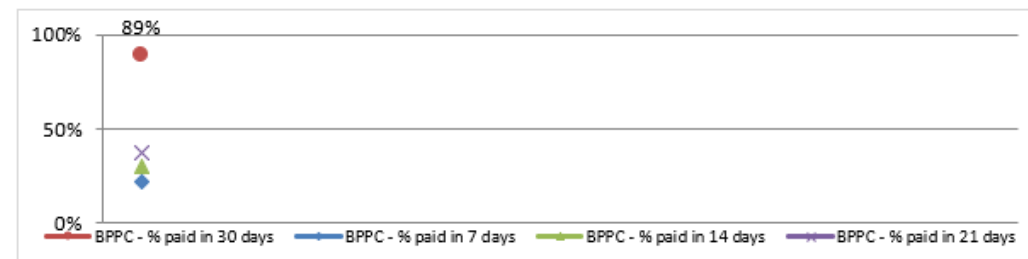 89%
100%
50%
0%
BPPC - % paid in 30 days BPPC - % paid in 7 days BPPC - % paid in 14 days BPPC - % paid in 21 days